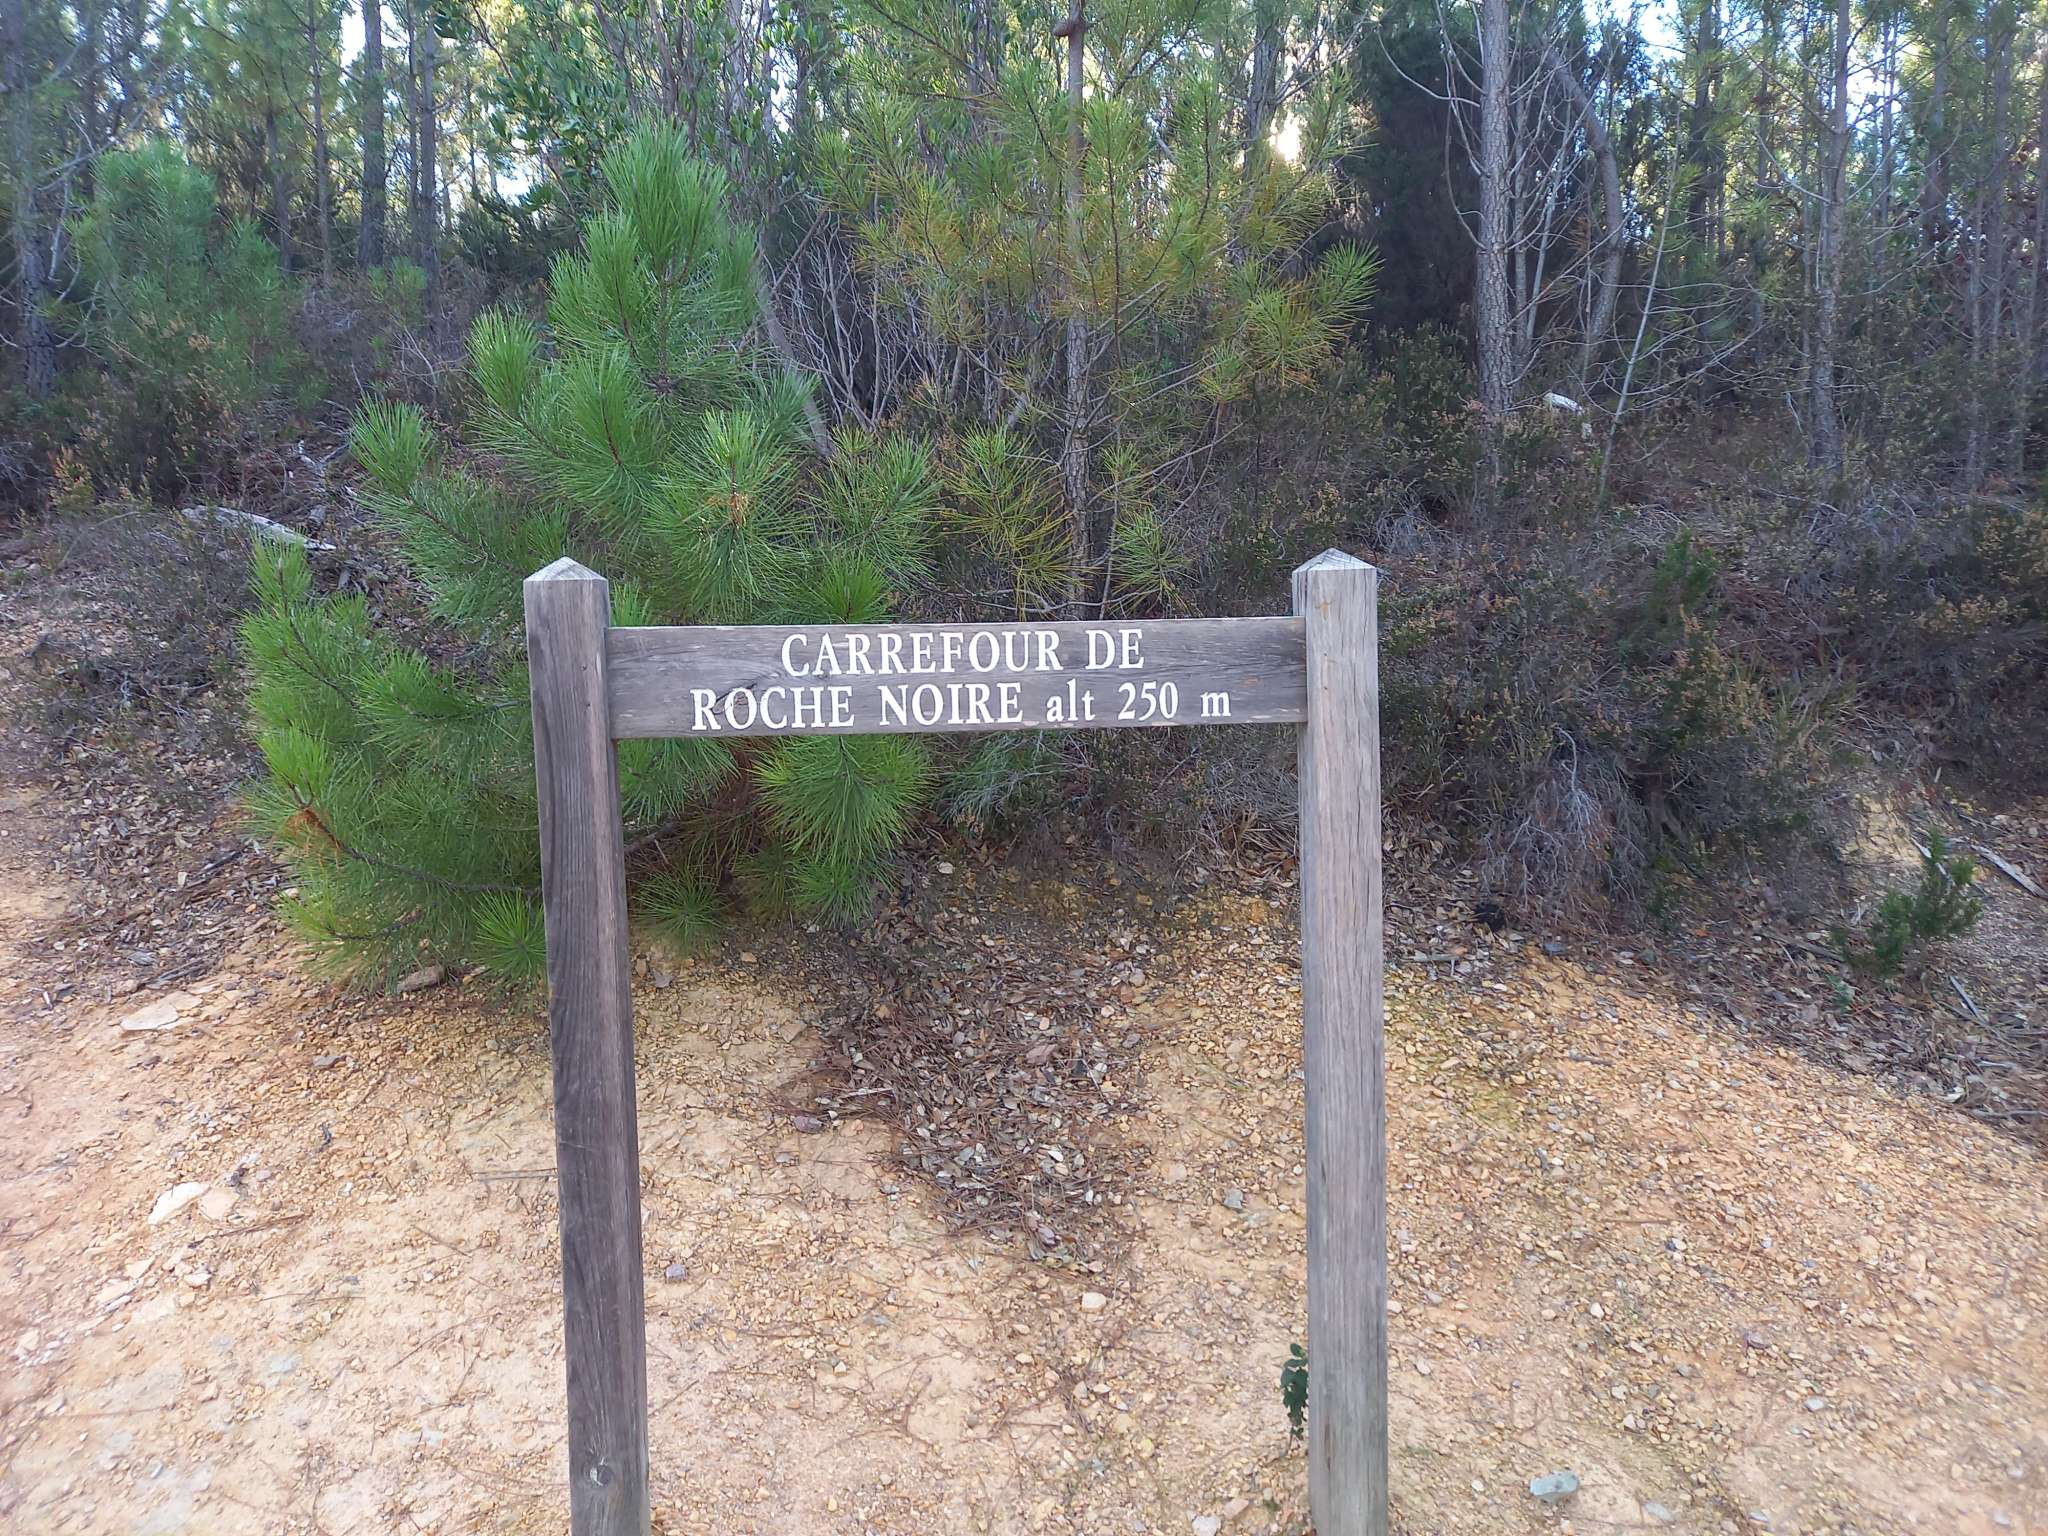 CARREFOUR DE
ROCHE NOIRE alt 250 m